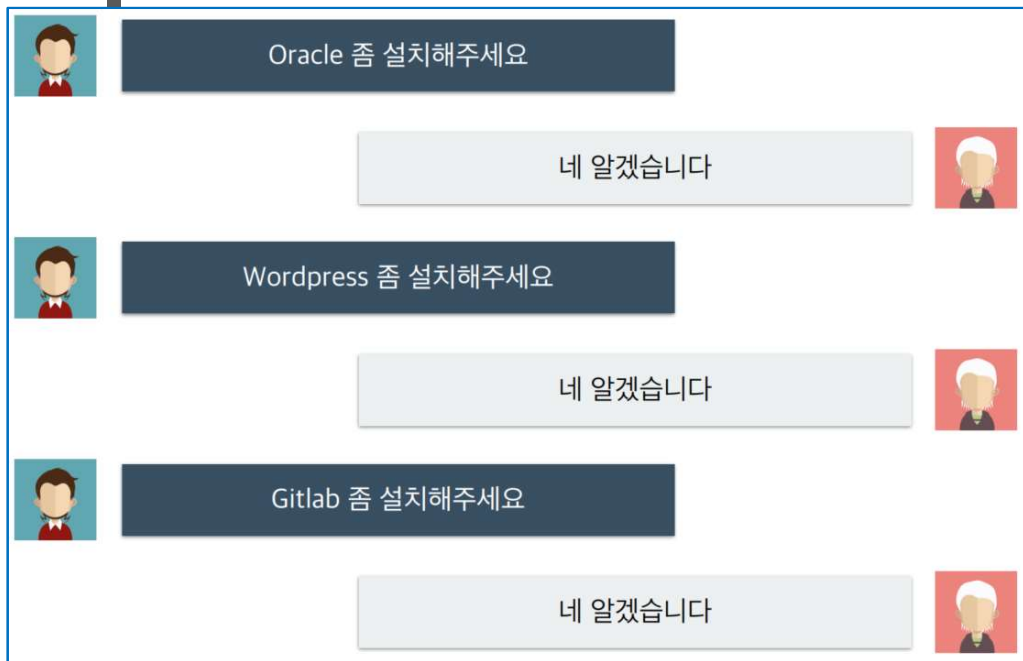 Oracle 좀 설치해주세요
네 알겠습니다
Wordpress 좀 설치해주세요
네 알겠습니다
Gitlab 좀 설치해주세요
네 알겠습니다